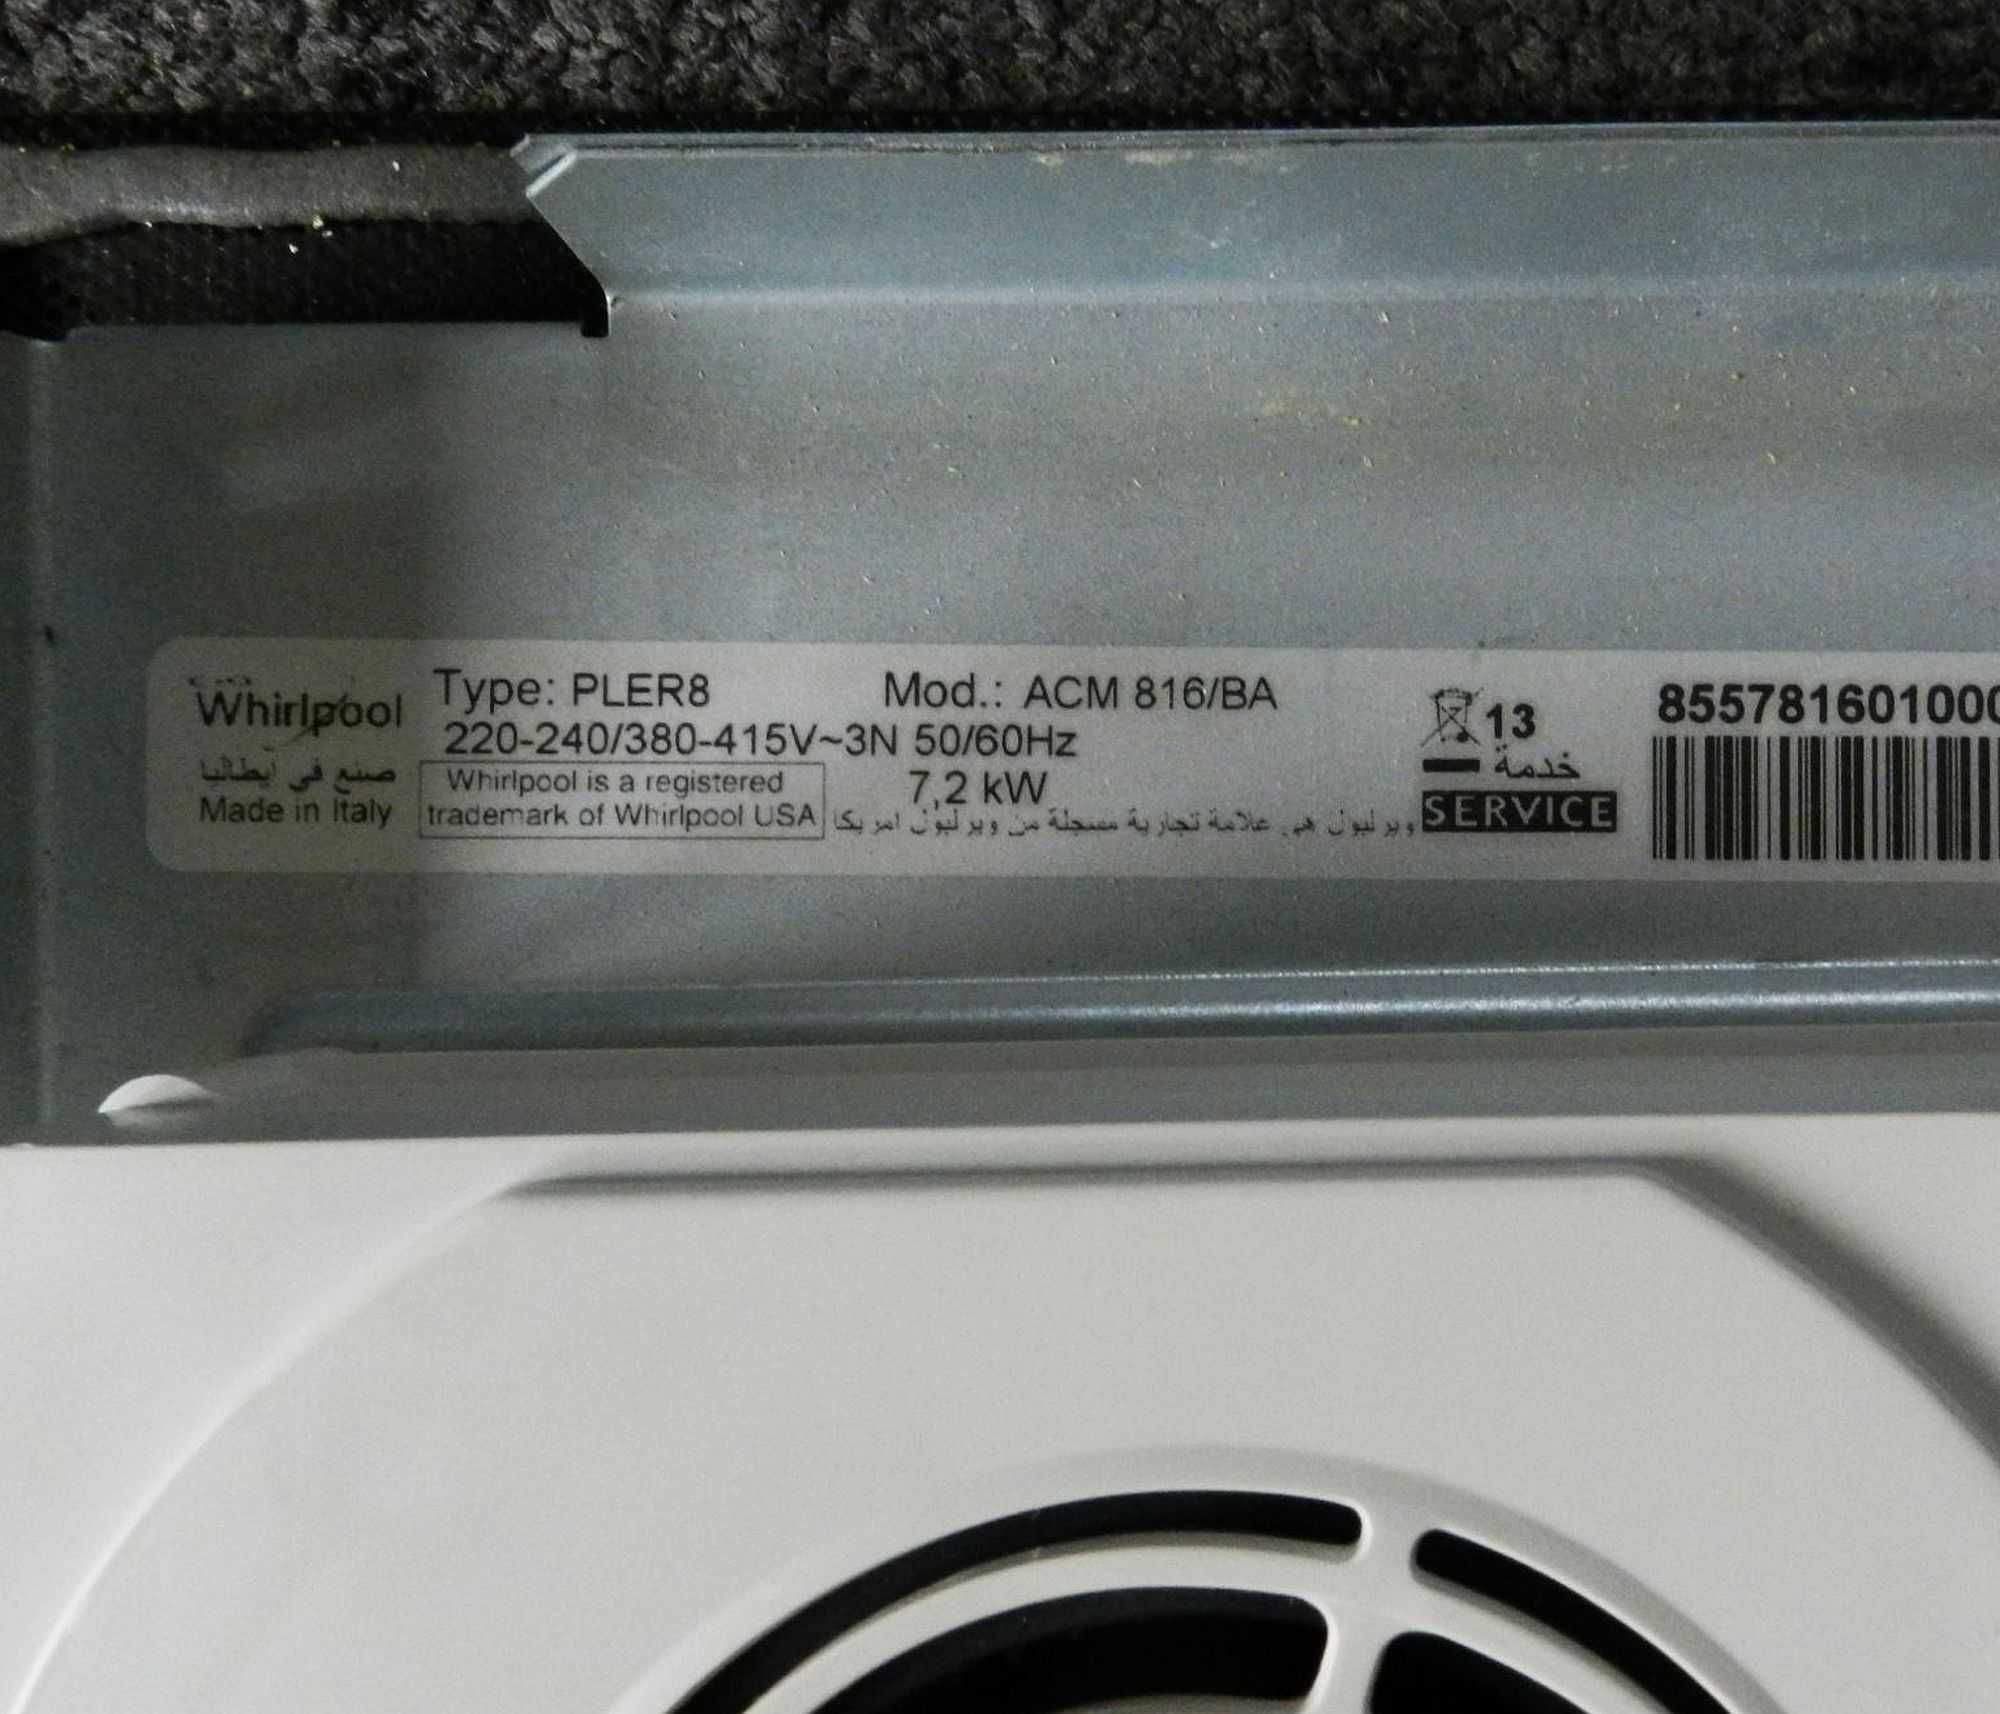 Whirlpool
صنع في ايطاليا
Made in Italy
Type: PLER8 Mod.: ACM 816/BA
220-240/380-415V~3N 50/60Hz
7,2 kW
Whirlpool is a registered
trademark of Whirlpool USA
ويرلبول هي علامة تجارية مسجلة من ويرلبول امريكا
13
خدمة
SERVICE
855781601000